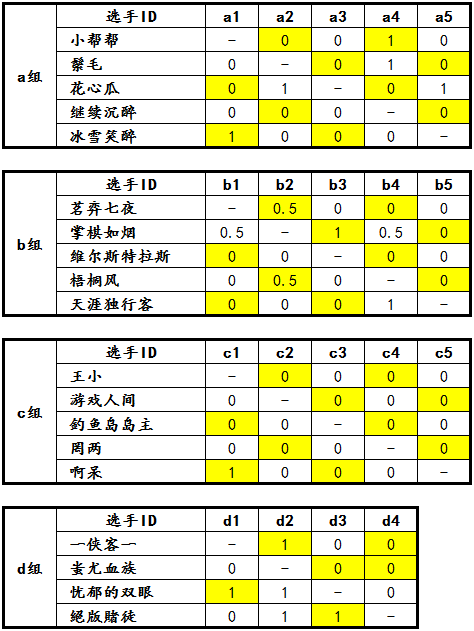 选手ID a1 a2 a3 a4 a5
a组
小帮帮 - 0 0 1 0
鬃毛 0 - 0 1 0
花心瓜 0 1 - 0 1
继续沉醉 0 0 0 - 0
冰雪笑醉 1 0 0 0 -
选手ID b1 b2 b3 b4 b5
b组
茗弈七夜 - 0.5 0 0 0
掌棋如烟 0.5 - 1 0.5 0
维尔斯特拉斯 0 0 - 0 0
梧桐风 0 0.5 0 - 0
天涯独行客 0 0 0 1 -
选手ID c1 c2 c3 c4 c5
c组
王小 - 0 0 0 0
游戏人间 0 - 0 0 0
钓鱼岛岛主 0 0 - 0 0
罔两 0 0 0 - 0
啊呆 1 0 0 0 -
选手ID d1 d2 d3 d4
d组
一侠客一 - 1 0 0
蚩尤血族 0 - 0 0
忧郁的双眼 1 1 - 0
绝版赌徒 0 1 1 -